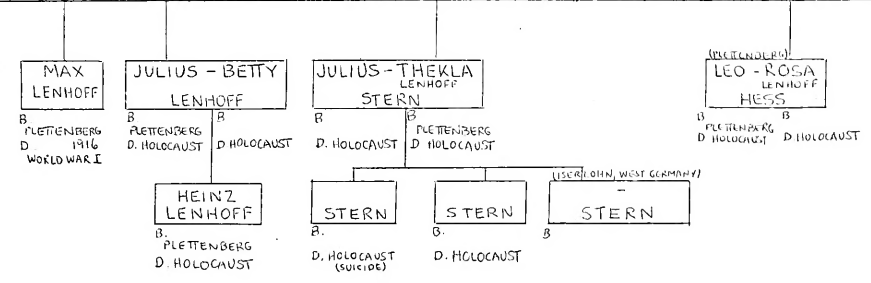 MAX
LENHOFF
B.
PLETTENBERG
D. 1916
WORLD WAR I
JULIUS - BETTY
LENHOFF
B B
PLETTENBERG
D. HOLOCAUST D HOLOCAUST
HEINZ
LENHOFF
B.
PLETTENBERG
D. HOLOCAUST
JULIUS - THEKLA
LENHOFF
STERN
B B
PLETTENBERG
D. HOLOCAUST D HOLOCAUST
STERN
B.
D. HOLOCAUST
(SUICIDE)
STERN
B.
D. HOLOCAUST
(ISERLOHN, WEST GERMANY)
-
STERN
B
(PLETTENBERG)
LEO - ROSA
LENHOFF
HESS
B B
PLETTENBERG
D HOLOCAUST D. HOLOCAUST